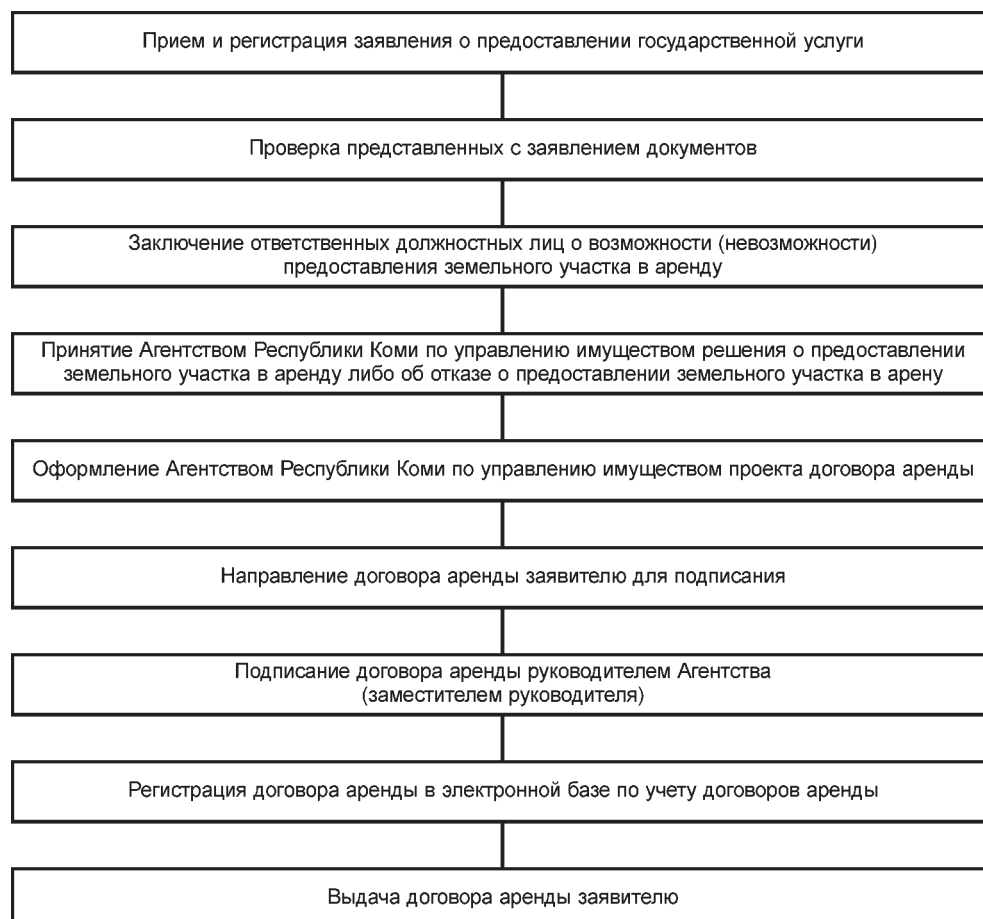 Прием и регистрация заявления о предоставлении государственной услуги
Проверка представленных с заявлением документов
Заключение ответственных должностных лиц о возможности (невозможности)
предоставления земельного участка в аренду
Принятие Агентством Республики Коми по управлению имуществом решения о предоставлении
земельного участка в аренду либо об отказе о предоставлении земельного участка в арену
Оформление Агентством Республики Коми по управлению имуществом проекта договора аренды
Направление договора аренды заявителю для подписания
Подписание договора аренды руководителем Агентства
(заместителем руководителя)
Регистрация договора аренды в электронной базе по учету договоров аренды
Выдача договора аренды заявителю